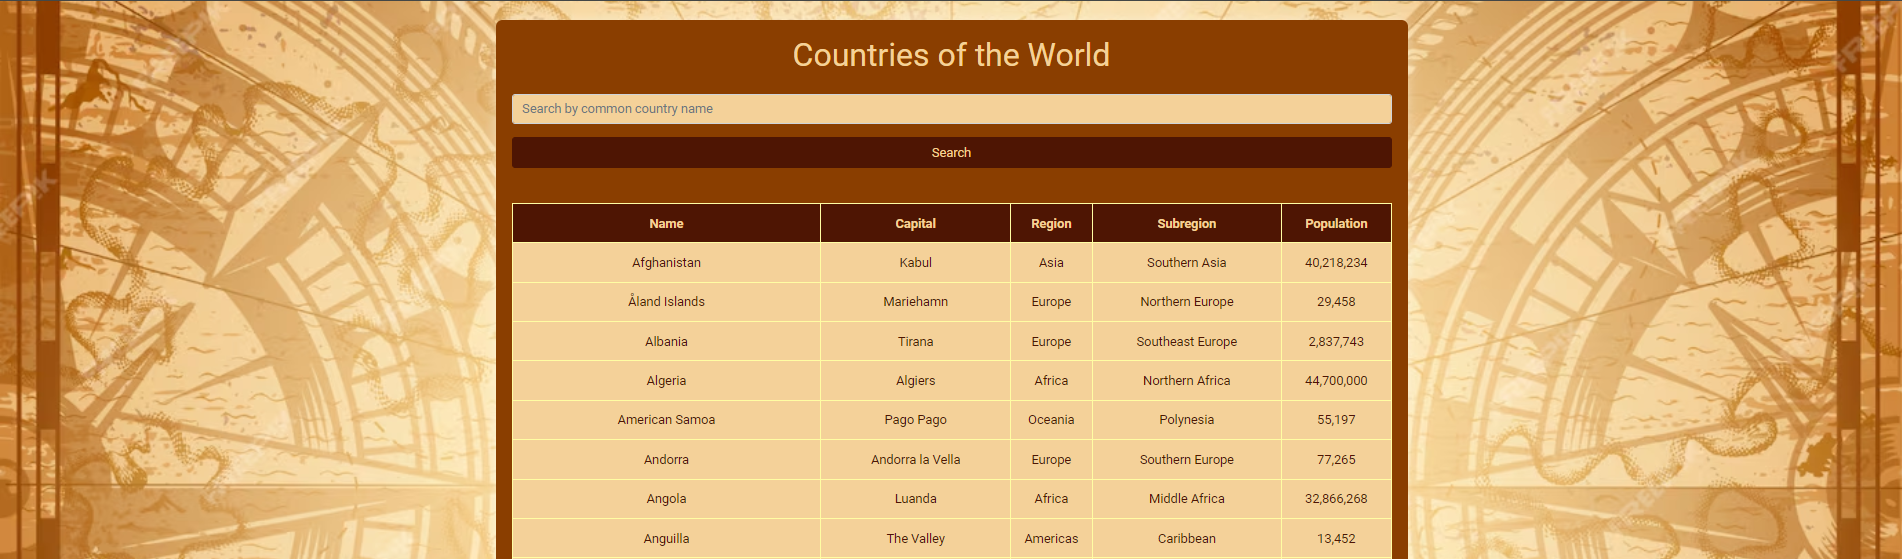 Countries of the World
Search by common country name
Search
Name Capital Region Subregion Population
Afghanistan Kabul Asia Southern Asia 40,218,234
Åland Islands Mariehamn Europe Northern Europe 29,458
Albania Tirana Europe Southeast Europe 2,837,743
Algeria Algiers Africa Northern Africa 44,700,000
American Samoa Pago Pago Oceania Polynesia 55,197
Andorra Andorra la Vella Europe Southern Europe 77,265
Angola Luanda Africa Middle Africa 32,866,268
Anguilla The Valley Americas Caribbean 13,452